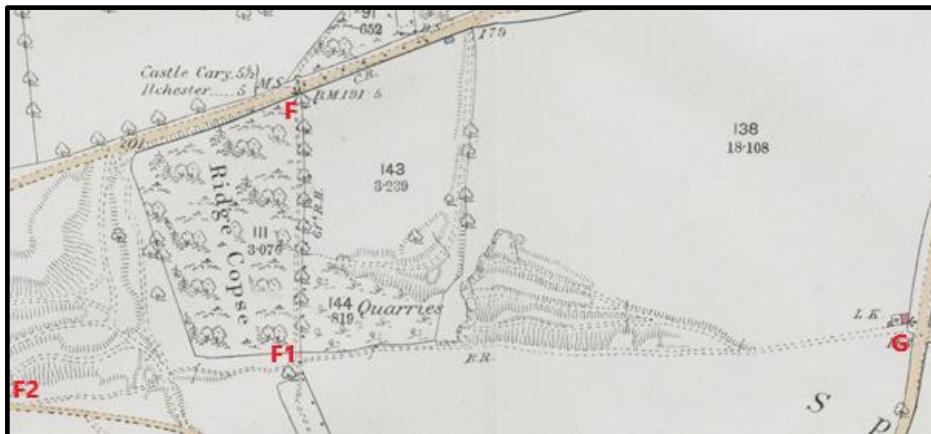 91
652
B.S.
179
Castle Cary. 5½
Ilchester..... 5
M.S.
C.R.
B.M. 191·5
F
201
138
18·108
143
3·239
Ridge Copse
111
3·076
144
·819
Quarries
L.K.
G
F1
R.H.
F2
S
p